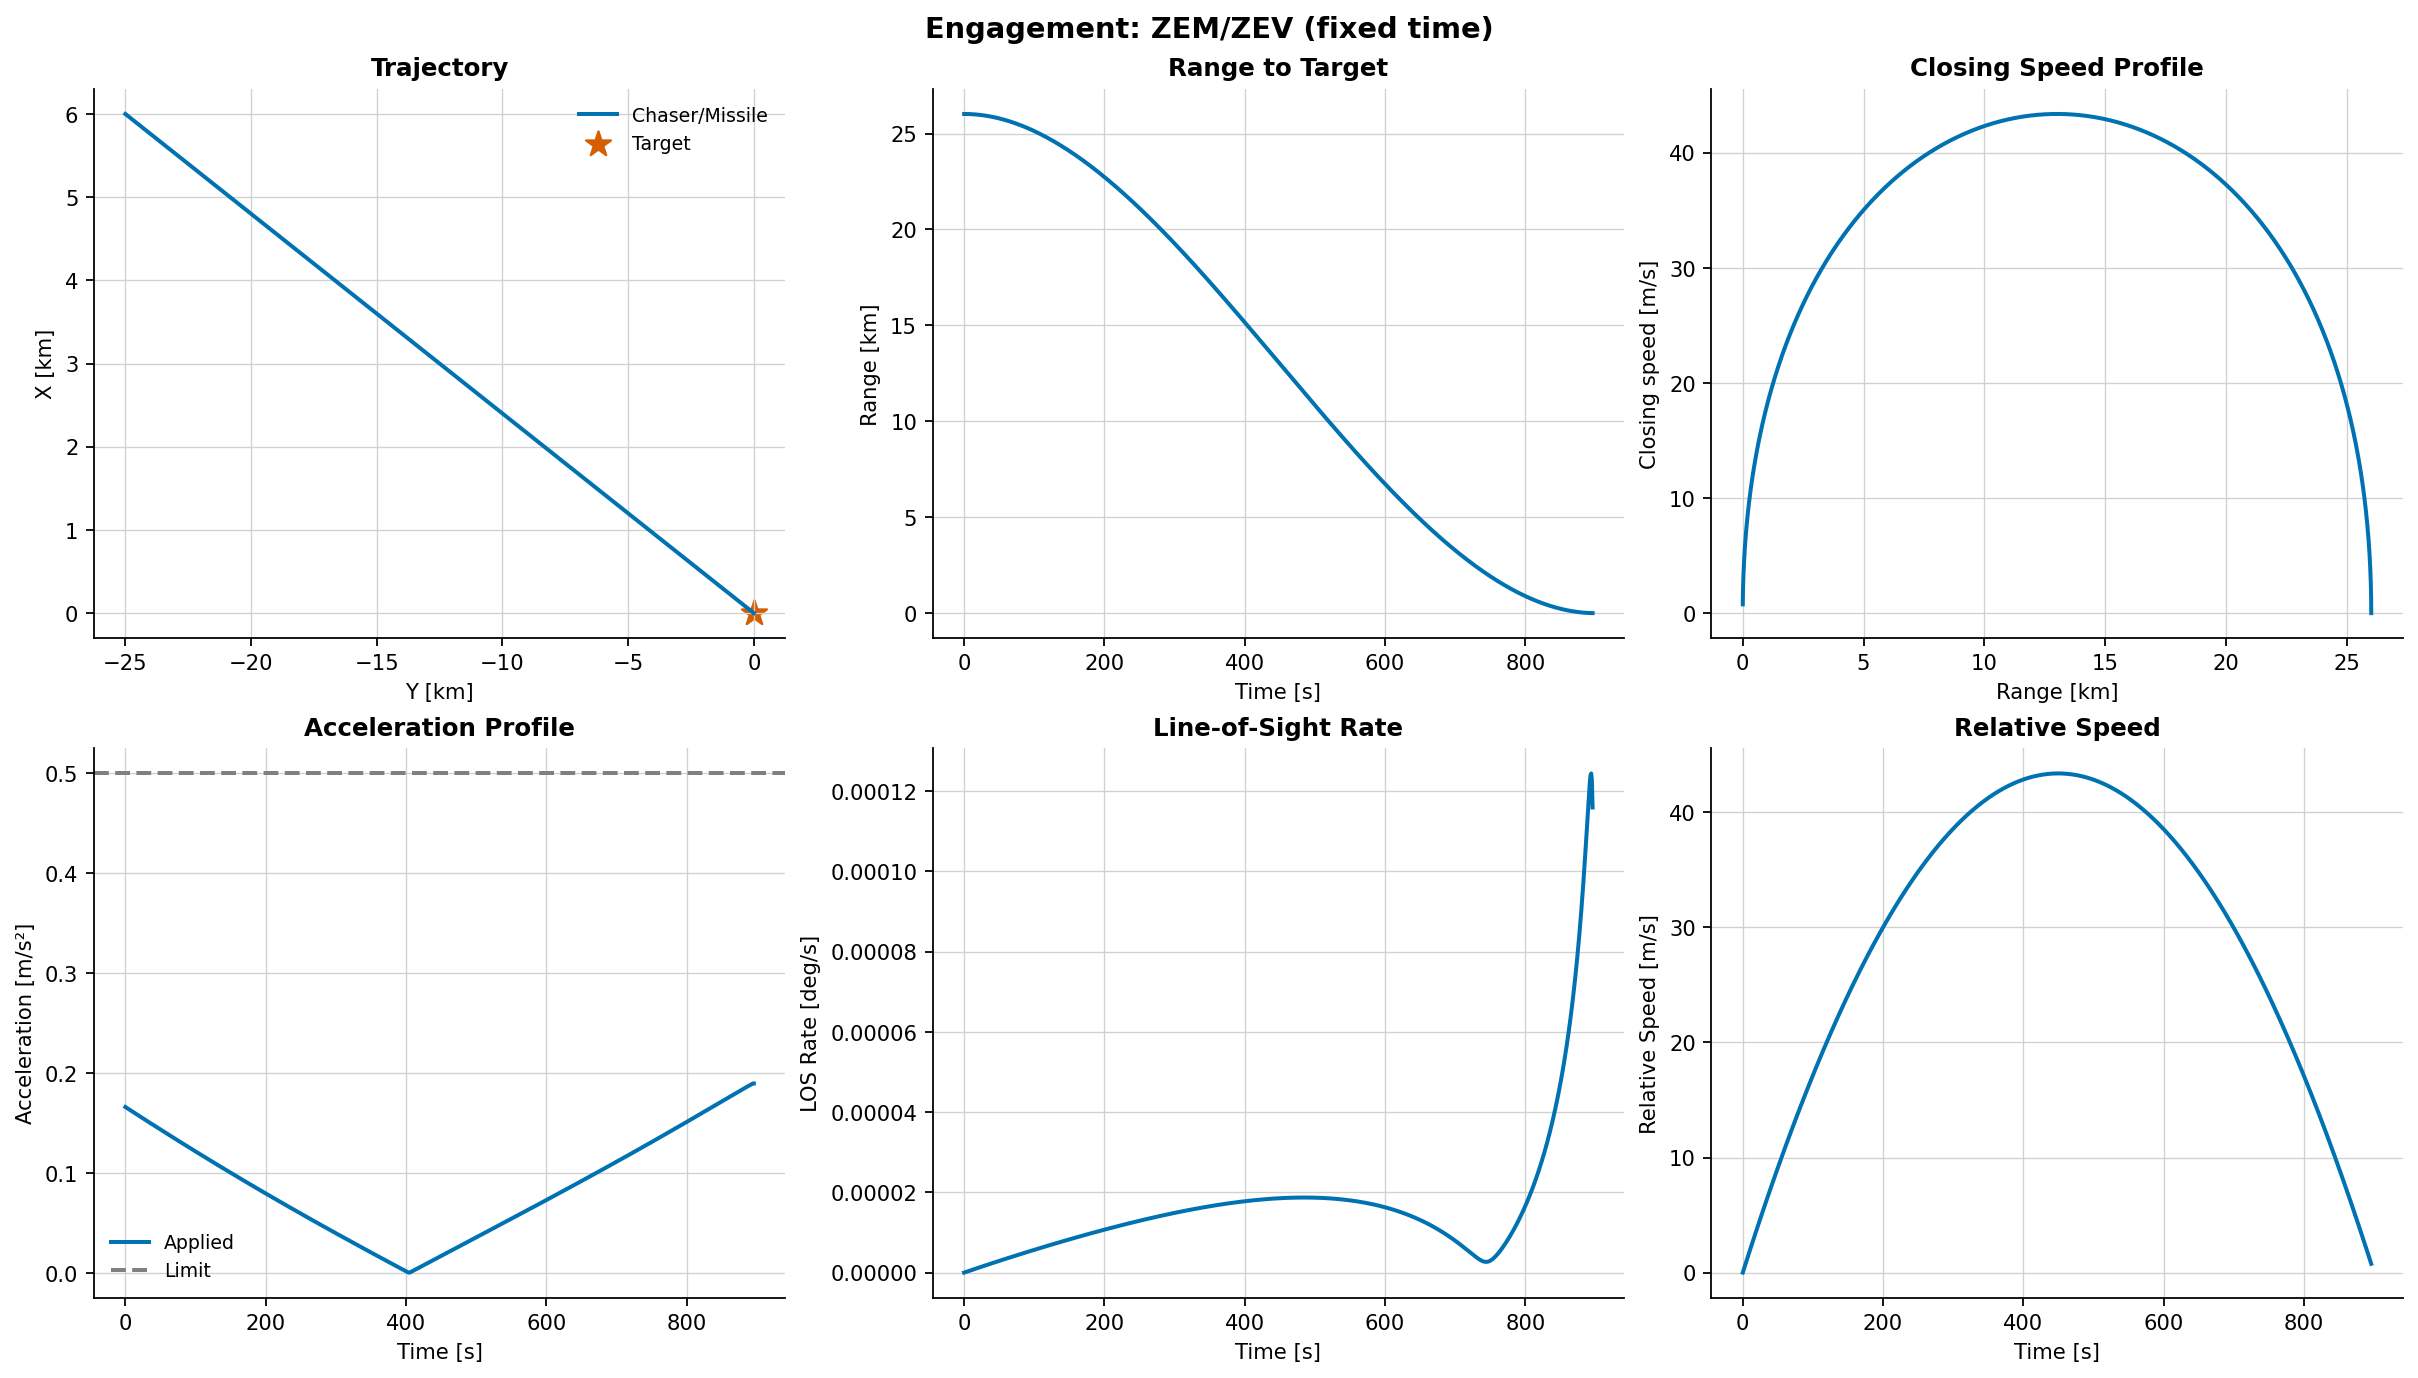 Engagement: ZEM/ZEV (fixed time)
Trajectory
6
5
4
3
2
1
0
X [km]
−25
−20
−15
−10
−5
0
Y [km]
Chaser/Missile
Target
Range to Target
25
20
15
10
5
0
Range [km]
0
200
400
600
800
Time [s]
Closing Speed Profile
40
30
20
10
0
Closing speed [m/s]
0
5
10
15
20
25
Range [km]
Acceleration Profile
0.5
0.4
0.3
0.2
0.1
0.0
Acceleration [m/s²]
Applied
Limit
0
200
400
600
800
Time [s]
Line-of-Sight Rate
0.00012
0.00010
0.00008
0.00006
0.00004
0.00002
0.00000
LOS Rate [deg/s]
0
200
400
600
800
Time [s]
Relative Speed
40
30
20
10
0
Relative Speed [m/s]
0
200
400
600
800
Time [s]